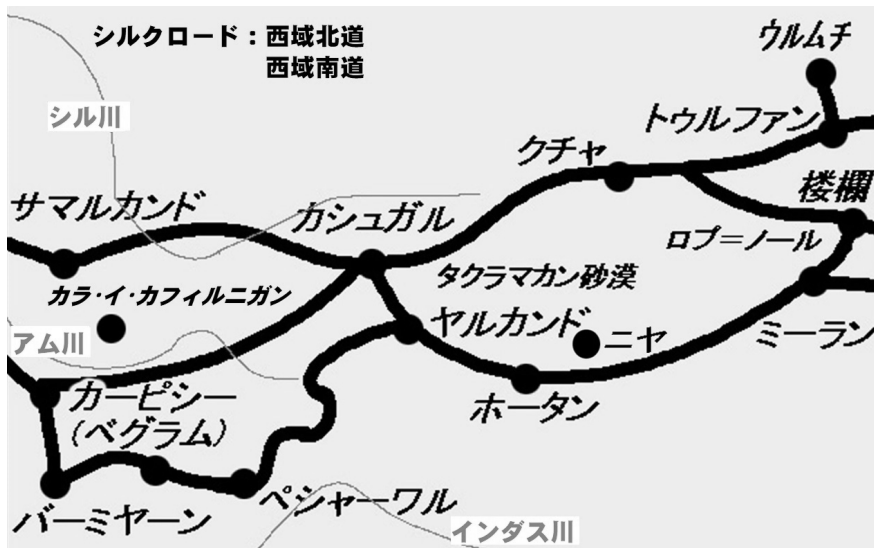 シルクロード：西域北道
西域南道
ウルムチ
シル川
トゥルファン
クチャ
楼欄
サマルカンド
カシュガル
ロプ＝ノール
タクラマカン砂漠
カラ・イ・カフィルニガン
ヤルカンド
ニヤ
ミーラン
アム川
カーピシー
(ベグラム)
ホータン
ペシャーワル
バーミヤーン
インダス川